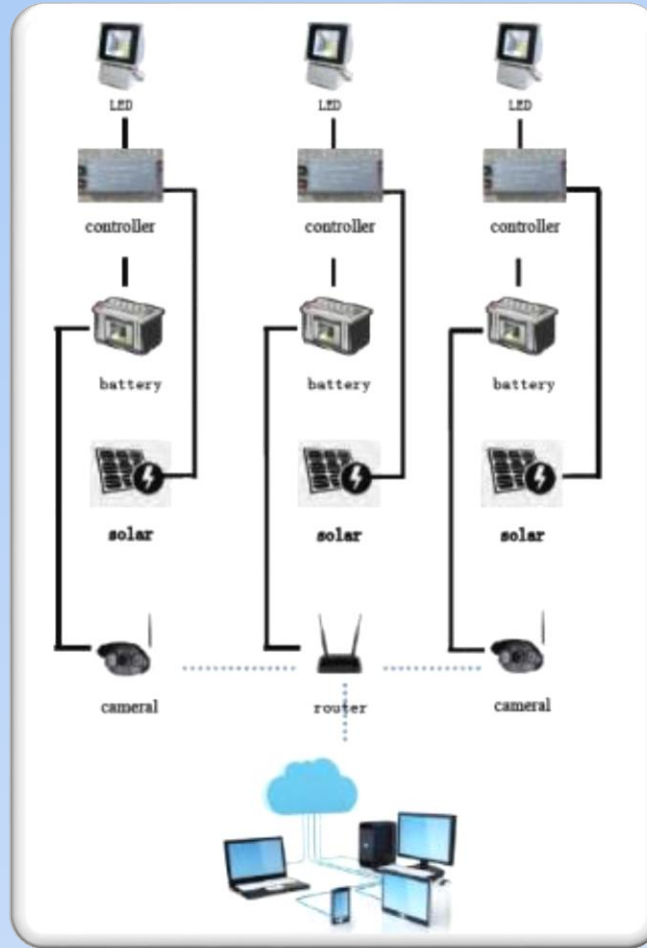 LED LED LED
controller controller controller
battery battery battery
solar solar solar
cameral router cameral